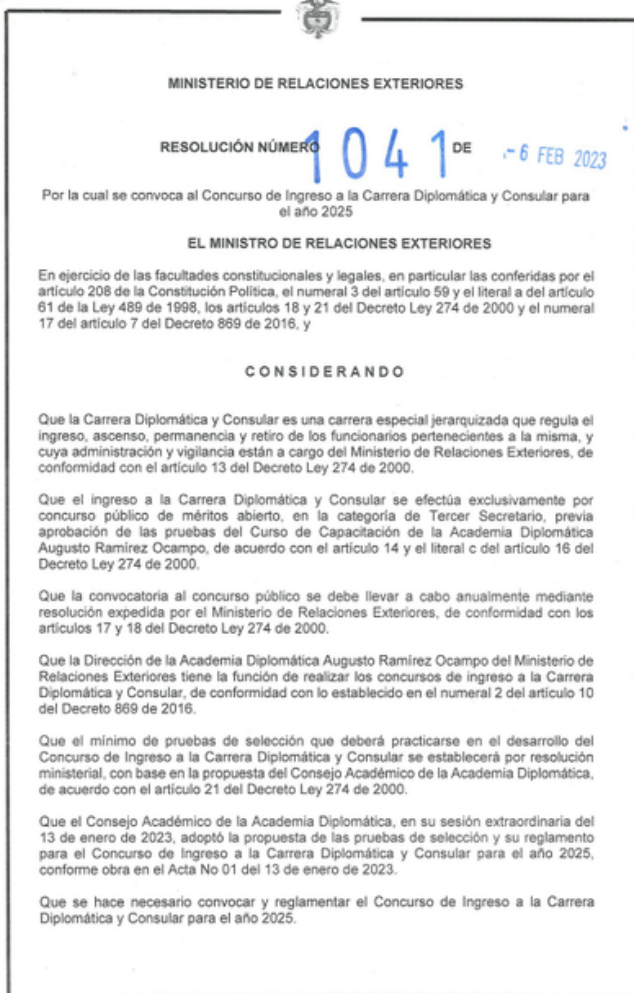 MINISTERIO DE RELACIONES EXTERIORES
RESOLUCIÓN NÚMERO 1041 DE -6 FEB 2023
Por la cual se convoca al Concurso de Ingreso a la Carrera Diplomática y Consular para
el año 2025
EL MINISTRO DE RELACIONES EXTERIORES
En ejercicio de las facultades constitucionales y legales, en particular las conferidas por el
artículo 208 de la Constitución Política, el numeral 3 del artículo 59 y el literal a del artículo
61 de la Ley 489 de 1998, los artículos 18 y 21 del Decreto Ley 274 de 2000 y el numeral
17 del artículo 7 del Decreto 869 de 2016, y
CONSIDERANDO
Que la Carrera Diplomática y Consular es una carrera especial jerarquizada que regula el
ingreso, ascenso, permanencia y retiro de los funcionarios pertenecientes a la misma, y
cuya administración y vigilancia están a cargo del Ministerio de Relaciones Exteriores, de
conformidad con el artículo 13 del Decreto Ley 274 de 2000.
Que el ingreso a la Carrera Diplomática y Consular se efectúa exclusivamente por
concurso público de méritos abierto, en la categoría de Tercer Secretario, previa
aprobación de las pruebas del Curso de Capacitación de la Academia Diplomática
Augusto Ramírez Ocampo, de acuerdo con el artículo 14 y el literal c del artículo 16 del
Decreto Ley 274 de 2000.
Que la convocatoria al concurso público se debe llevar a cabo anualmente mediante
resolución expedida por el Ministerio de Relaciones Exteriores, de conformidad con los
artículos 17 y 18 del Decreto Ley 274 de 2000.
Que la Dirección de la Academia Diplomática Augusto Ramírez Ocampo del Ministerio de
Relaciones Exteriores tiene la función de realizar los concursos de ingreso a la Carrera
Diplomática y Consular, de conformidad con lo establecido en el numeral 2 del artículo 10
del Decreto 869 de 2016.
Que el mínimo de pruebas de selección que deberá practicarse en el desarrollo del
Concurso de Ingreso a la Carrera Diplomática y Consular se establecerá por resolución
ministerial, con base en la propuesta del Consejo Académico de la Academia Diplomática,
de acuerdo con el artículo 21 del Decreto Ley 274 de 2000.
Que el Consejo Académico de la Academia Diplomática, en su sesión extraordinaria del
13 de enero de 2023, adoptó la propuesta de las pruebas de selección y su reglamento
para el Concurso de Ingreso a la Carrera Diplomática y Consular para el año 2025,
conforme obra en el Acta No 01 del 13 de enero de 2023.
Que se hace necesario convocar y reglamentar el Concurso de Ingreso a la Carrera
Diplomática y Consular para el año 2025.